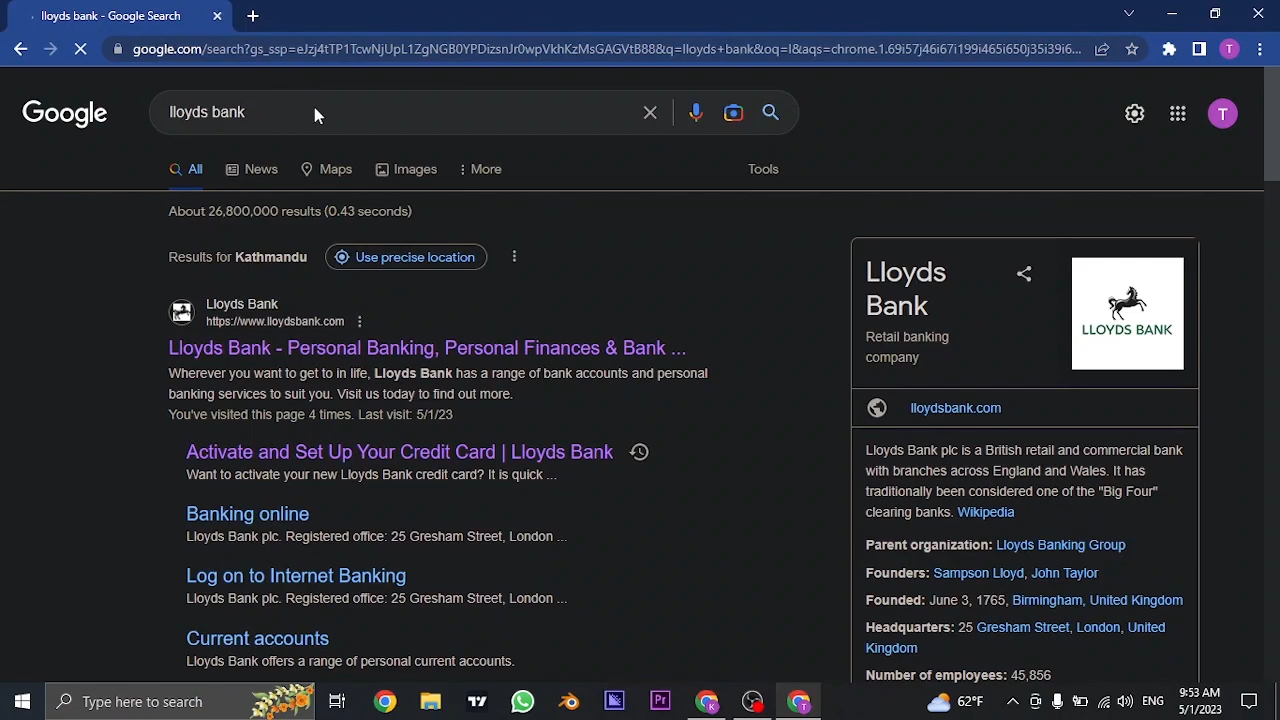 lloyds bank - Google Search
google.com/search?gs_ssp=eJzj4tTP1TcwNjUpL1ZgNGB0YPDizsnJr0wpVkhKzMsGAGVtB88&q=lloyds+bank&oq=l&aqs=chrome.1.69i57j46i67i199i465i650j35i39i6...
T
Google
lloyds bank
T
All
News
Maps
Images
More
Tools
About 26,800,000 results (0.43 seconds)
Results for Kathmandu
Use precise location
Lloyds Bank
https://www.lloydsbank.com
Lloyds Bank - Personal Banking, Personal Finances & Bank ...
Wherever you want to get to in life, Lloyds Bank has a range of bank accounts and personal
banking services to suit you. Visit us today to find out more.
You've visited this page 4 times. Last visit: 5/1/23
Activate and Set Up Your Credit Card | Lloyds Bank
Want to activate your new Lloyds Bank credit card? It is quick ...
Banking online
Lloyds Bank plc. Registered office: 25 Gresham Street, London ...
Log on to Internet Banking
Lloyds Bank plc. Registered office: 25 Gresham Street, London ...
Current accounts
Lloyds Bank offers a range of personal current accounts.
Lloyds
Bank
Retail banking
company
LLOYDS BANK
lloydsbank.com
Lloyds Bank plc is a British retail and commercial bank
with branches across England and Wales. It has
traditionally been considered one of the "Big Four"
clearing banks. Wikipedia
Parent organization: Lloyds Banking Group
Founders: Sampson Lloyd, John Taylor
Founded: June 3, 1765, Birmingham, United Kingdom
Headquarters: 25 Gresham Street, London, United
Kingdom
Number of employees: 45,856
Type here to search
Pr
K
T
62°F
ENG
9:53 AM
5/1/2023